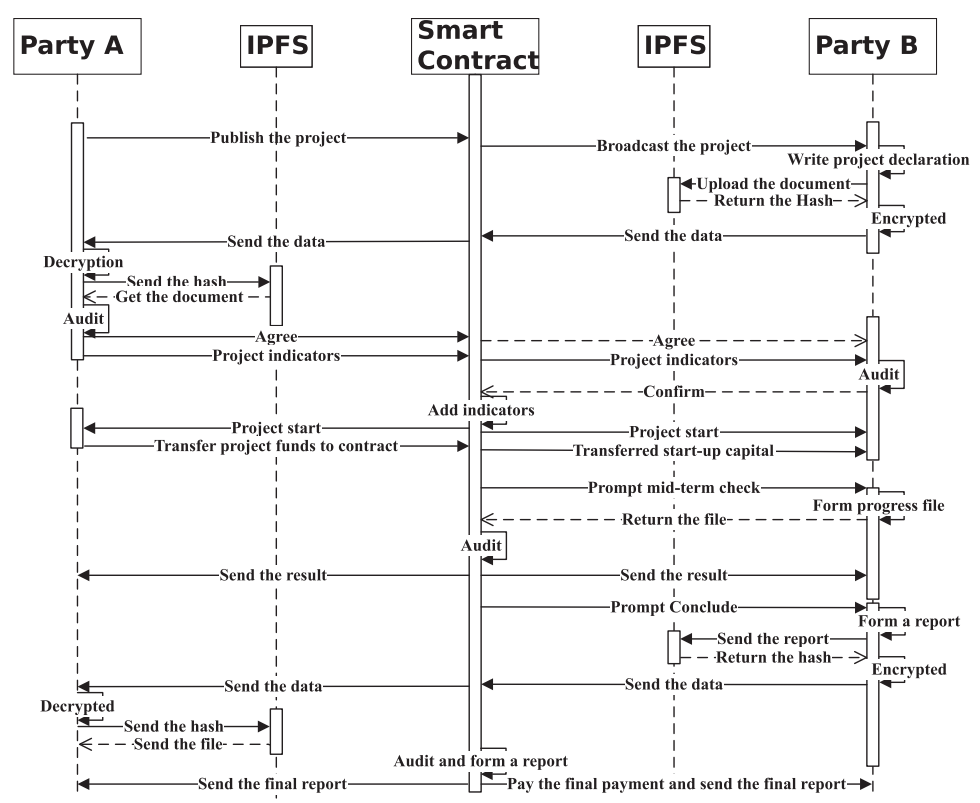 Party A
IPFS
Smart
Contract
IPFS
Party B
Publish the project
Broadcast the project
Write project declaration
Upload the document
Return the Hash
Encrypted
Send the data
Send the data
Decryption
Send the hash
Get the document
Audit
Agree
Agree
Project indicators
Project indicators
Audit
Confirm
Add indicators
Project start
Project start
Transfer project funds to contract
Transferred start-up capital
Prompt mid-term check
Form progress file
Return the file
Audit
Send the result
Send the result
Prompt Conclude
Form a report
Send the report
Return the hash
Encrypted
Send the data
Send the data
Decrypted
Send the hash
Send the file
Audit and form a report
Send the final report
Pay the final payment and send the final report